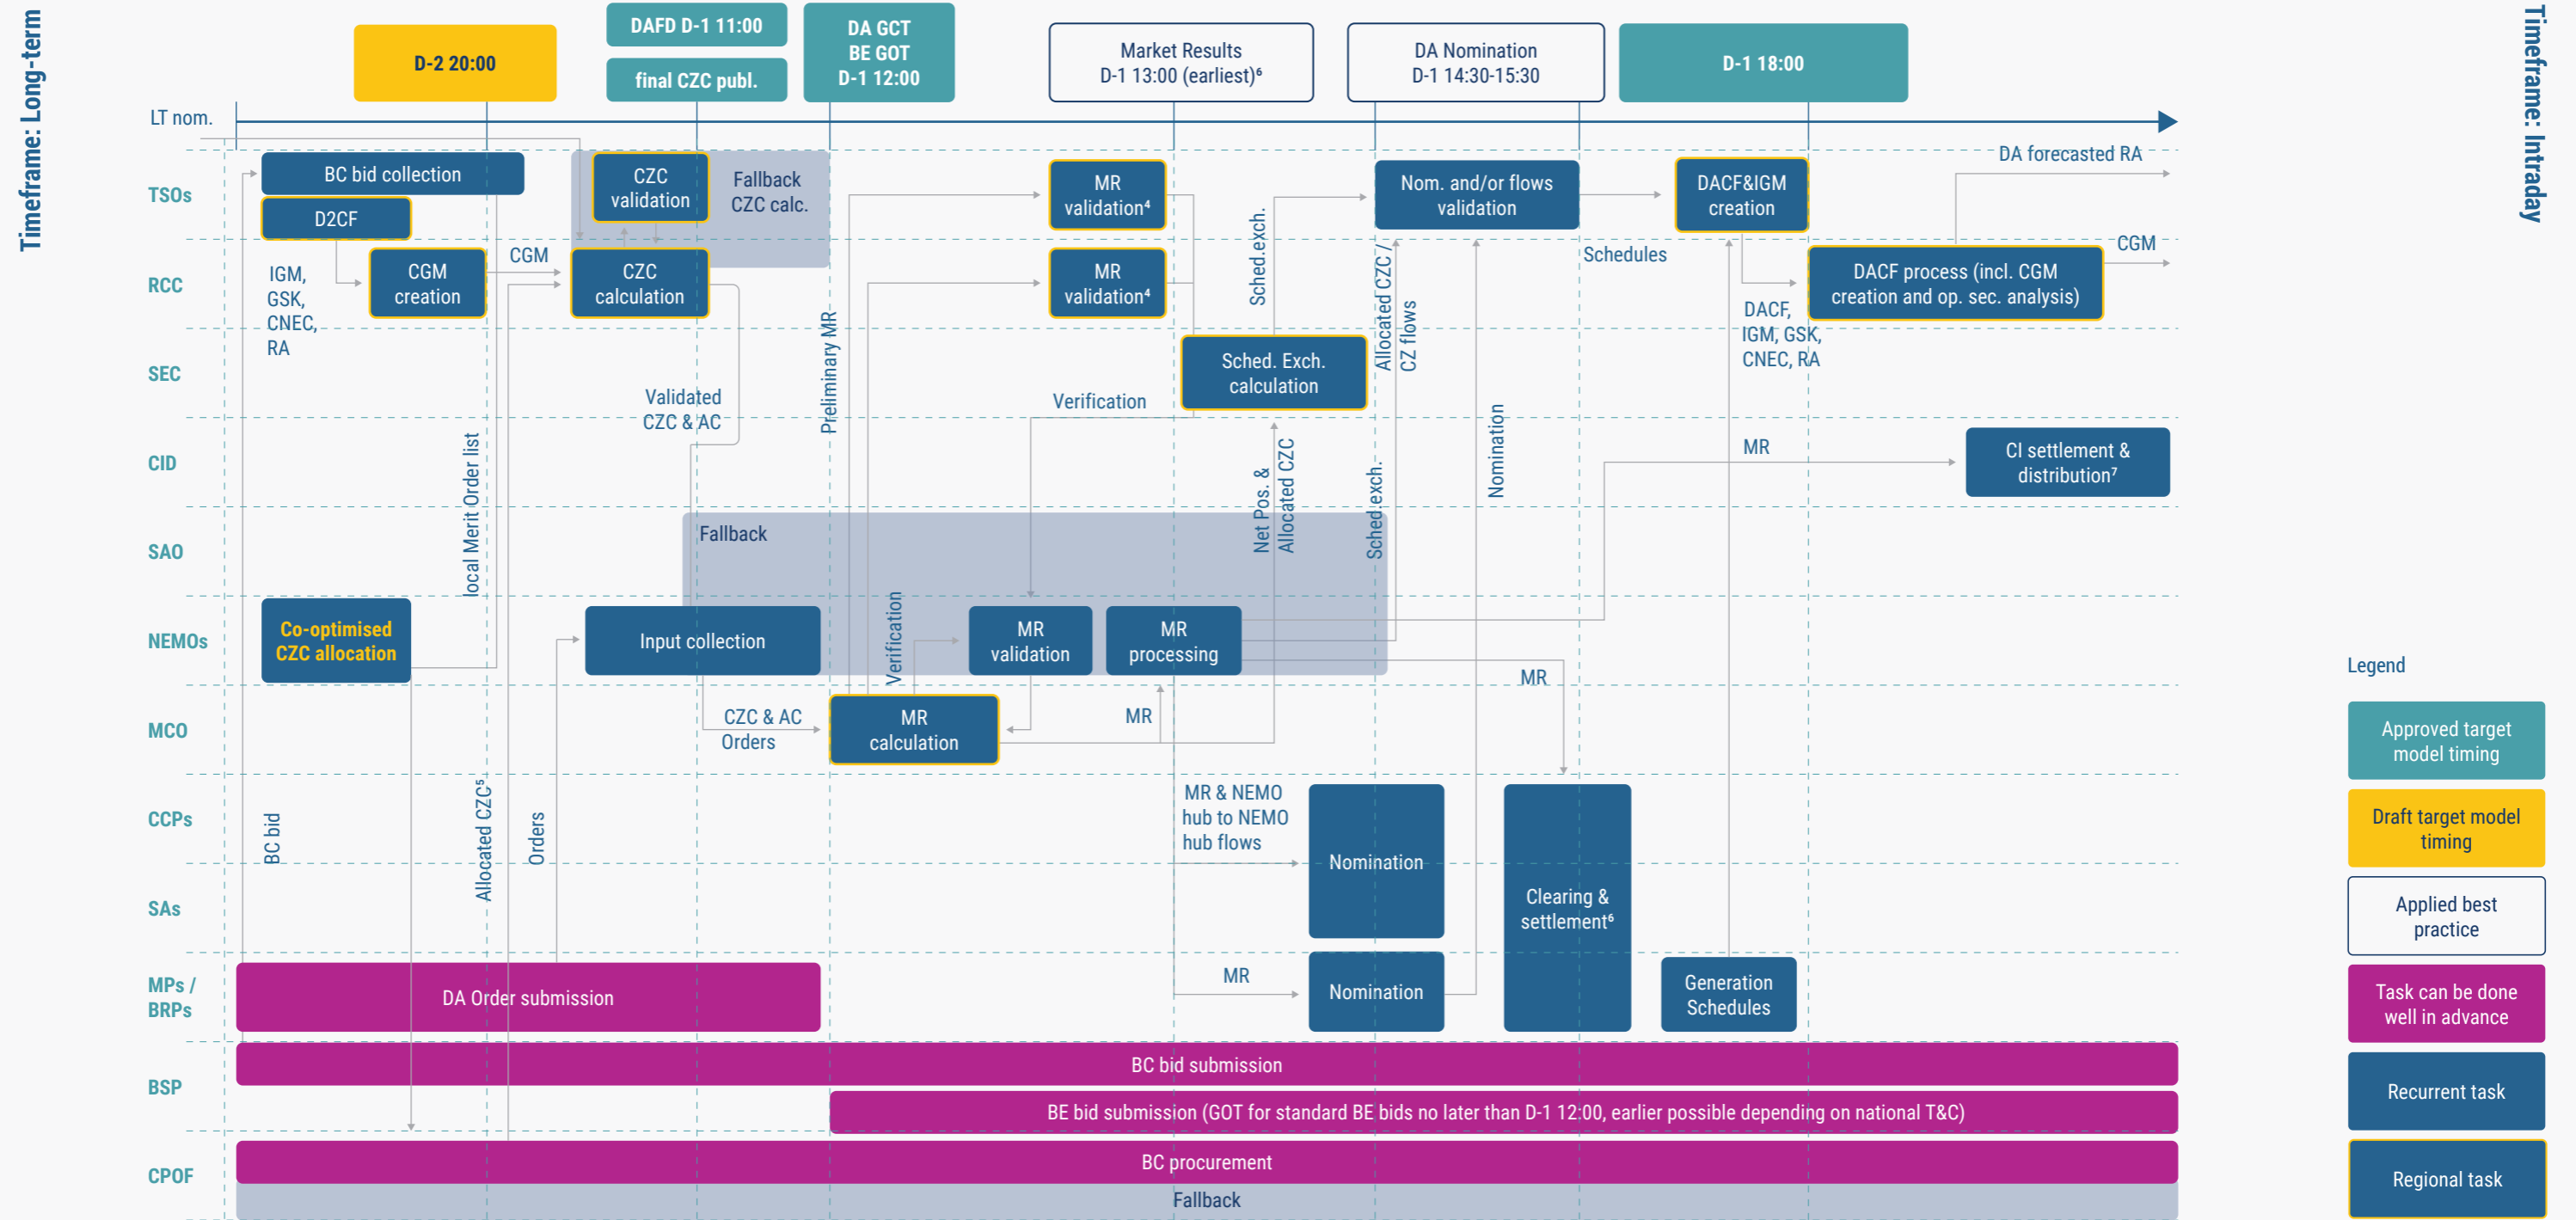 Timeframe: Long-term
Timeframe: Intraday
D-2 20:00
DAFD D-1 11:00
final CZC publ.
DA GCT
BE GOT
D-1 12:00
Market Results
D-1 13:00 (earliest)⁶
DA Nomination
D-1 14:30-15:30
D-1 18:00
LT nom.
TSOs
BC bid collection
D2CF
CZC
validation
Fallback
CZC calc.
MR
validation⁴
Nom. and/or flows
validation
DACF&IGM
creation
DA forecasted RA
RCC
IGM,
GSK,
CNEC,
RA
CGM
creation
CGM
CZC
calculation
MR
validation⁴
Sched.exch.
Allocated CZC /
CZ flows
Schedules
DACF,
IGM, GSK,
CNEC, RA
DACF process (incl. CGM
creation and op. sec. analysis)
CGM
SEC
Validated
CZC & AC
Preliminary MR
Verification
Sched. Exch.
calculation
CID
local Merit Order list
Net Pos. &
Allocated CZC
Sched.exch.
Nomination
MR
CI settlement &
distribution⁷
SAO
Fallback
NEMOs
Co-optimised
CZC allocation
Input collection
Verification
MR
validation
MR
processing
MR
MCO
CZC & AC
Orders
MR
calculation
MR
CCPs
BC bid
Allocated CZC⁵
Orders
MR & NEMO
hub to NEMO
hub flows
Nomination
Clearing &
settlement⁶
SAs
MPs /
BRPs
DA Order submission
MR
Nomination
Generation
Schedules
BSP
BC bid submission
BE bid submission (GOT for standard BE bids no later than D-1 12:00, earlier possible depending on national T&C)
CPOF
BC procurement
Fallback
Legend
Approved target
model timing
Draft target model
timing
Applied best
practice
Task can be done
well in advance
Recurrent task
Regional task